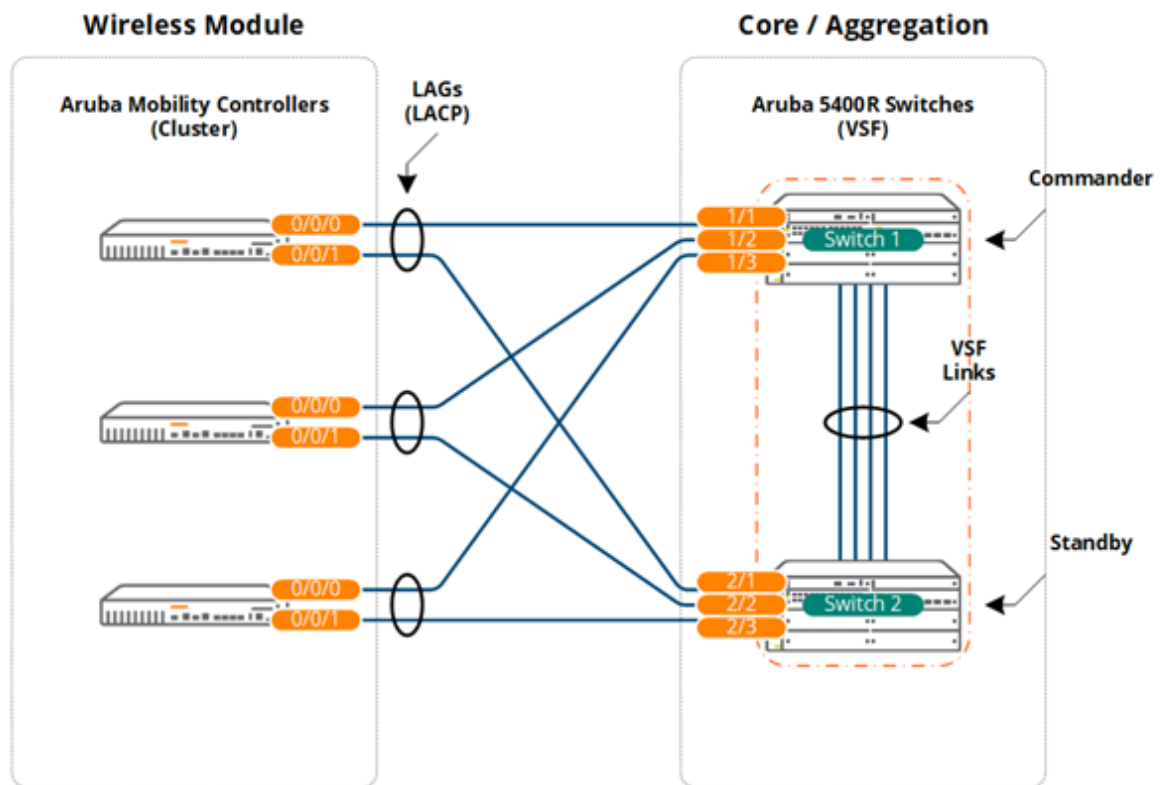 Wireless Module
Core / Aggregation
Aruba Mobility Controllers
(Cluster)
LAGs
(LACP)
Aruba 5400R Switches
(VSF)
Commander
0/0/0
0/0/1
1/1
1/2
1/3
Switch 1
VSF
Links
0/0/0
0/0/1
Standby
0/0/0
0/0/1
2/1
2/2
2/3
Switch 2